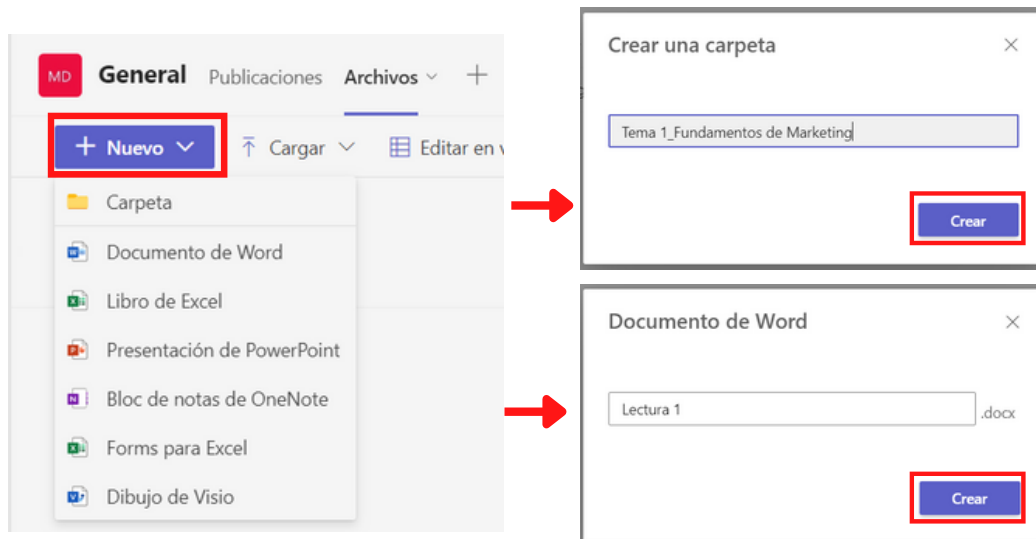 MD General Publicaciones Archivos
+ Nuevo Cargar Editar en v
Carpeta
Documento de Word
Libro de Excel
Presentación de PowerPoint
Bloc de notas de OneNote
Forms para Excel
Dibujo de Visio
Crear una carpeta
Tema 1_Fundamentos de Marketing
Crear
Documento de Word
Lectura 1 .docx
Crear